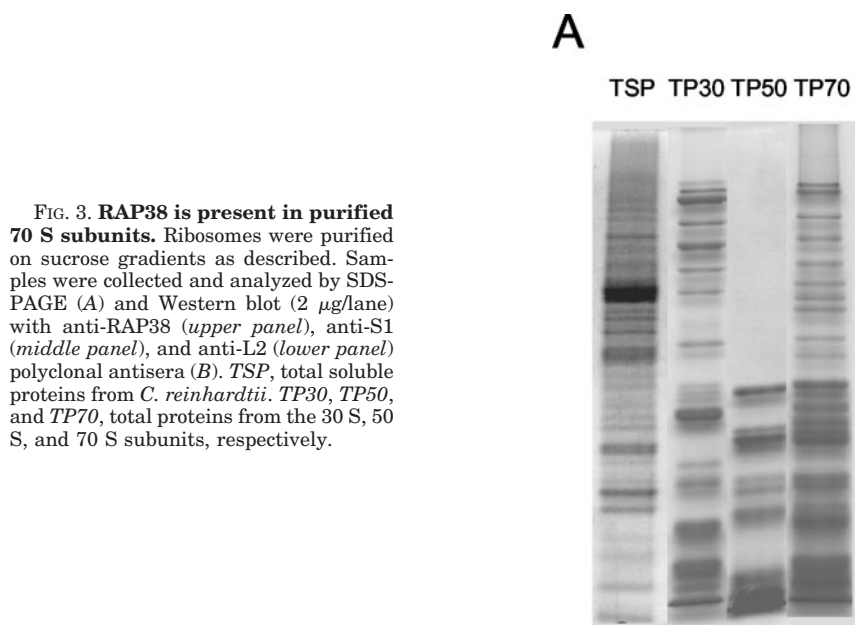 A
TSP TP30 TP50 TP70
FIG. 3. RAP38 is present in purified
70 S subunits. Ribosomes were purified
on sucrose gradients as described. Sam-
ples were collected and analyzed by SDS-
PAGE (A) and Western blot (2 μg/lane)
with anti-RAP38 (upper panel), anti-S1
(middle panel), and anti-L2 (lower panel)
polyclonal antisera (B). TSP, total soluble
proteins from C. reinhardtii. TP30, TP50,
and TP70, total proteins from the 30 S, 50
S, and 70 S subunits, respectively.